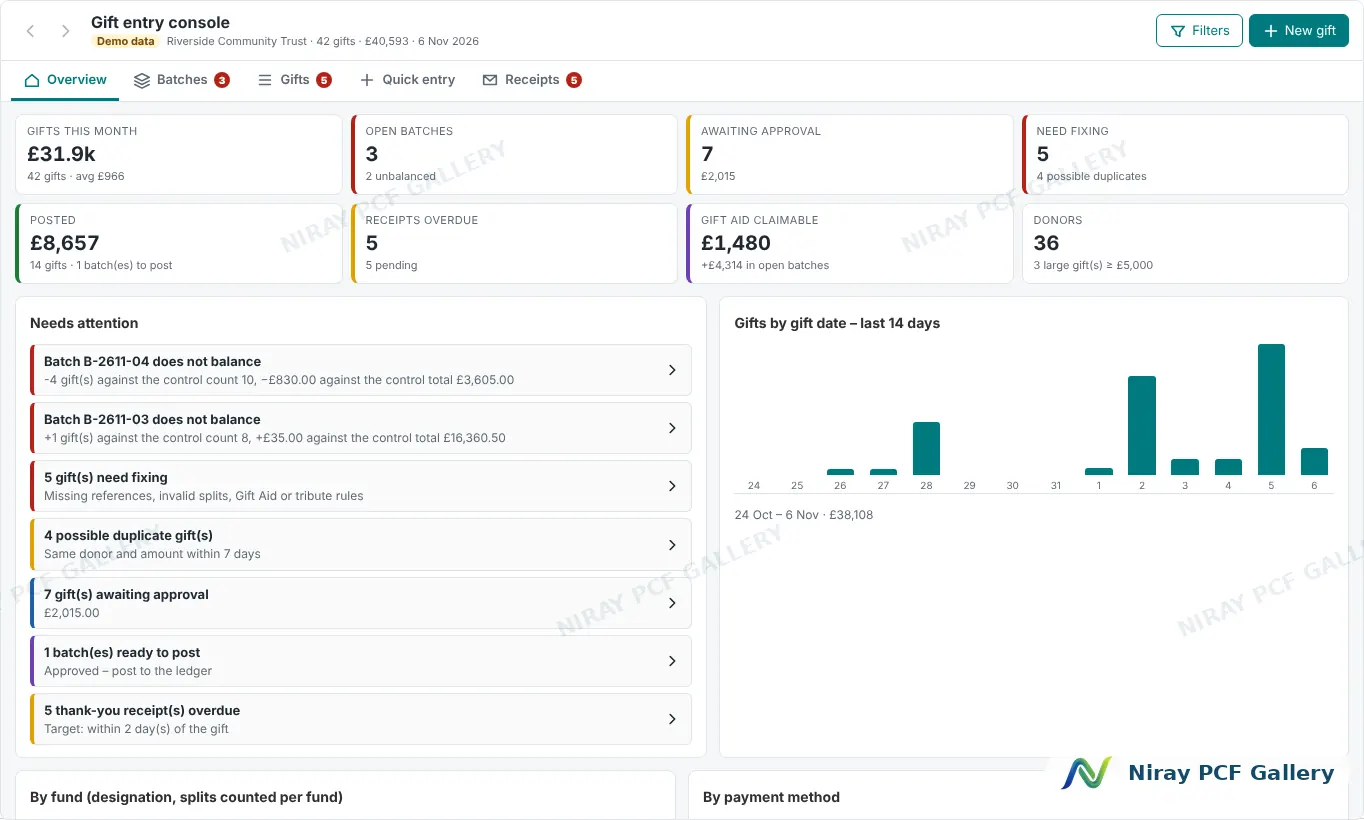 Gift entry console
Demo data Riverside Community Trust · 42 gifts · £40,593 · 6 Nov 2026
Filters
New gift
Overview
Batches 3
Gifts 5
Quick entry
Receipts 5
GIFTS THIS MONTH
£31.9k
42 gifts · avg £966
OPEN BATCHES
3
2 unbalanced
AWAITING APPROVAL
7
£2,015
NEED FIXING
5
4 possible duplicates
POSTED
£8,657
14 gifts · 1 batch(es) to post
RECEIPTS OVERDUE
5
5 pending
GIFT AID CLAIMABLE
£1,480
+£4,314 in open batches
DONORS
36
3 large gift(s) ≥ £5,000
Needs attention
Batch B-2611-04 does not balance
-4 gift(s) against the control count 10, −£830.00 against the control total £3,605.00
Batch B-2611-03 does not balance
+1 gift(s) against the control count 8, +£35.00 against the control total £16,360.50
5 gift(s) need fixing
Missing references, invalid splits, Gift Aid or tribute rules
4 possible duplicate gift(s)
Same donor and amount within 7 days
7 gift(s) awaiting approval
£2,015.00
1 batch(es) ready to post
Approved – post to the ledger
5 thank-you receipt(s) overdue
Target: within 2 day(s) of the gift
Gifts by gift date – last 14 days
24 25 26 27 28 29 30 31 1 2 3 4 5 6
24 Oct – 6 Nov · £38,108
By fund (designation, splits counted per fund)
By payment method
NIRAY PCF GALLERY
NIRAY PCF GALLERY
PCF GALLERY
NIRAY PCF GALLERY
NIRAY PCF GALL
Niray PCF Gallery